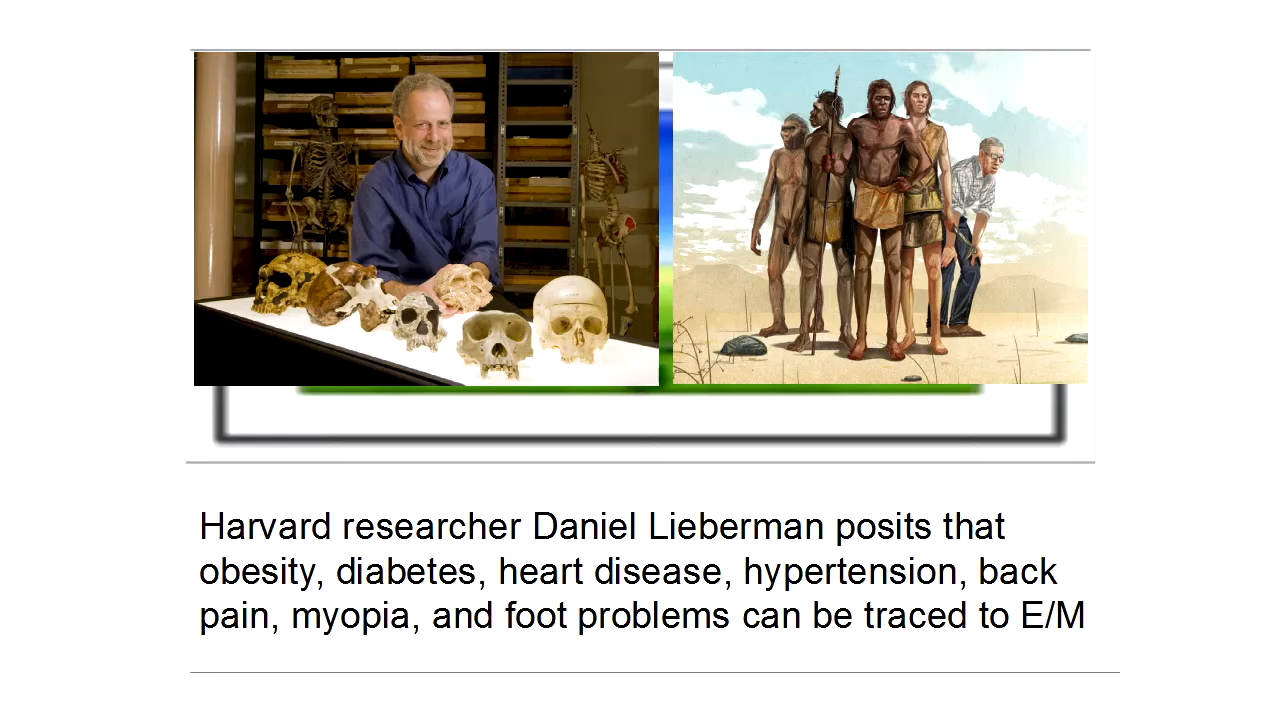 Harvard researcher Daniel Lieberman posits that
obesity, diabetes, heart disease, hypertension, back
pain, myopia, and foot problems can be traced to E/M